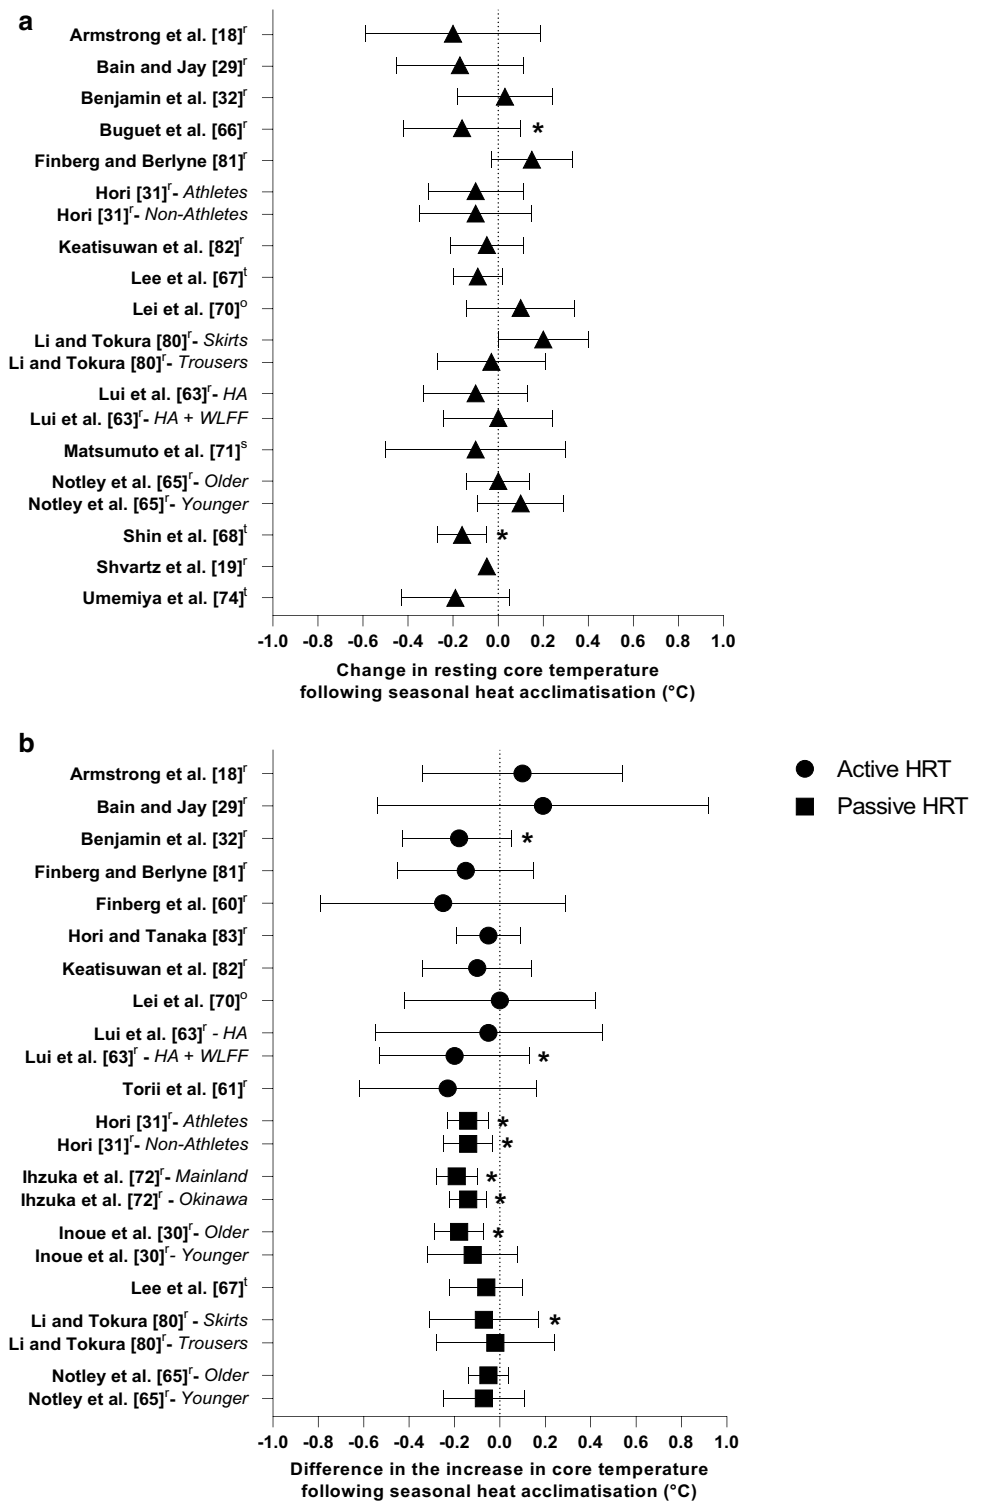 a
Armstrong et al. [18]r
Bain and Jay [29]r
Benjamin et al. [32]r
Buguet et al. [66]r *
Finberg and Berlyne [81]r
Hori [31]r- Athletes
Hori [31]r- Non-Athletes
Keatisuwan et al. [82]r
Lee et al. [67]t
Lei et al. [70]o
Li and Tokura [80]r- Skirts
Li and Tokura [80]r- Trousers
Lui et al. [63]r- HA
Lui et al. [63]r- HA + WLFF
Matsumuto et al. [71]s
Notley et al. [65]r- Older
Notley et al. [65]r- Younger
Shin et al. [68]t *
Shvartz et al. [19]r
Umemiya et al. [74]t
-1.0 -0.8 -0.6 -0.4 -0.2 0.0 0.2 0.4 0.6 0.8 1.0
Change in resting core temperature
following seasonal heat acclimatisation (°C)
b
Armstrong et al. [18]r
Bain and Jay [29]r
Benjamin et al. [32]r *
Finberg and Berlyne [81]r
Finberg et al. [60]r
Hori and Tanaka [83]r
Keatisuwan et al. [82]r
Lei et al. [70]o
Lui et al. [63]r - HA
Lui et al. [63]r - HA + WLFF *
Torii et al. [61]r
Hori [31]r- Athletes *
Hori [31]r- Non-Athletes *
Ihzuka et al. [72]r- Mainland *
Ihzuka et al. [72]r - Okinawa *
Inoue et al. [30]r- Older *
Inoue et al. [30]r- Younger
Lee et al. [67]t
Li and Tokura [80]r - Skirts *
Li and Tokura [80]r- Trousers
Notley et al. [65]r- Older
Notley et al. [65]r- Younger
-1.0 -0.8 -0.6 -0.4 -0.2 0.0 0.2 0.4 0.6 0.8 1.0
Difference in the increase in core temperature
following seasonal heat acclimatisation (°C)
Active HRT
Passive HRT